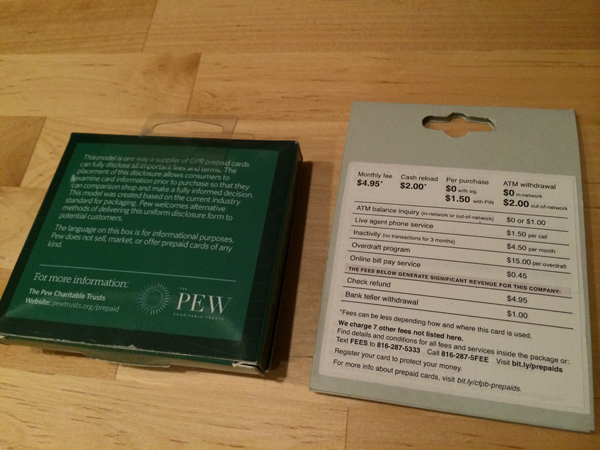 This model is one way a supplier of GPR prepaid cards
can fully disclose all important fees and terms. The
placement of this disclosure allows consumers to
examine card information prior to purchase so that they
can comparison shop and make a fully informed decision.
This model was created based on the current industry
standard for packaging. Pew welcomes alternative
methods of delivering this uniform disclosure form to
potential customers.
The language on this box is for informational purposes.
Pew does not sell, market, or offer prepaid cards of any
kind.
For more information:
The Pew Charitable Trusts
Website: pewtrusts.org/prepaid
THE
PEW
CHARITABLE TRUSTS
Monthly fee Cash reload Per purchase ATM withdrawal
$4.95* $2.00* $0 with sig. $0 in-network
$1.50 with PIN $2.00 out-of-network
ATM balance inquiry (in-network or out-of-network) $0 or $1.00
Live agent phone service $1.50 per call
Inactivity (no transactions for 3 months) $4.50 per month
Overdraft program $15.00 per overdraft
Online bill pay service $0.45
THE FEES BELOW GENERATE SIGNIFICANT REVENUE FOR THIS COMPANY:
Check refund $4.95
Bank teller withdrawal $1.00
*Fees can be less depending how and where this card is used.
We charge 7 other fees not listed here.
Find details and conditions for all fees and services inside the package or:
Text FEES to 816-287-5333 Call 816-287-5FEE Visit bit.ly/prepaids
Register your card to protect your money.
For more info about prepaid cards, visit bit.ly/cfpb-prepaids.